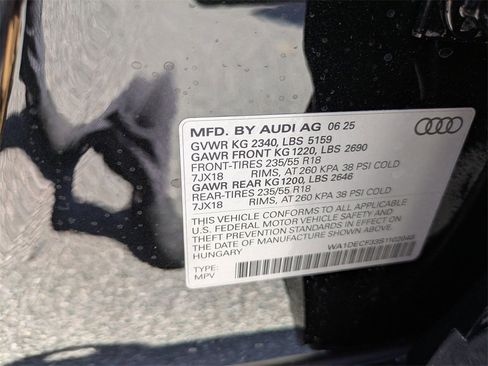 MFD. BY AUDI AG 06 25
GVWR KG 2340, LBS 5159
GAWR FRONT KG 1220, LBS 2690
FRONT-TIRES 235/55 R18
7JX18 RIMS, AT 260 KPA 38 PSI COLD
GAWR REAR KG 1200, LBS 2646
REAR-TIRES 235/55 R18
7JX18 RIMS, AT 260 KPA 38 PSI COLD
THIS VEHICLE CONFORMS TO ALL APPLICABLE
U.S. FEDERAL MOTOR VEHICLE SAFETY AND
THEFT PREVENTION STANDARDS IN EFFECT ON
THE DATE OF MANUFACTURE SHOWN ABOVE
HUNGARY
TYPE:
MPV